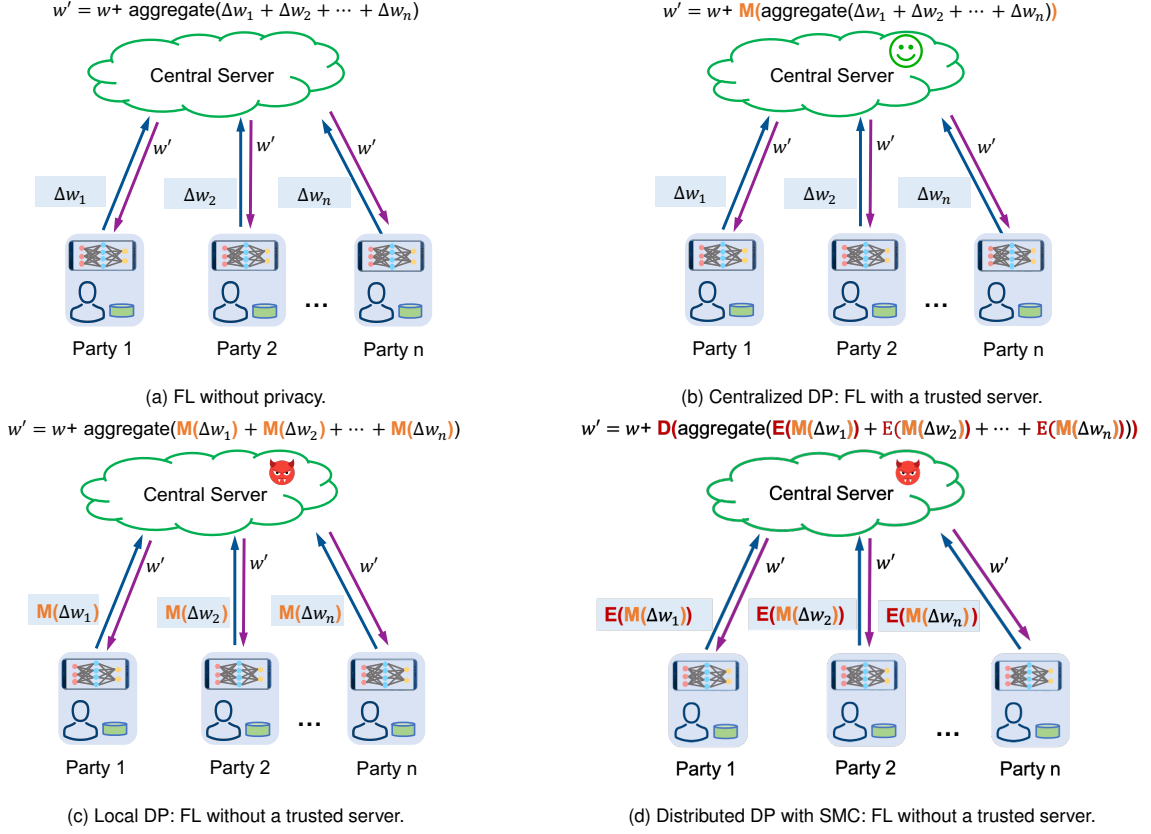 w′ = w+ aggregate(Δw₁ + Δw₂ + ⋯ + Δwₙ)
Central Server
w′ w′ w′
Δw₁ Δw₂ Δwₙ
...
Party 1 Party 2 Party n
(a) FL without privacy.
w′ = w+ M(aggregate(Δw₁ + Δw₂ + ⋯ + Δwₙ))
Central Server
w′ w′ w′
Δw₁ Δw₂ Δwₙ
...
Party 1 Party 2 Party n
(b) Centralized DP: FL with a trusted server.
w′ = w+ aggregate(M(Δw₁) + M(Δw₂) + ⋯ + M(Δwₙ))
Central Server
w′ w′ w′
M(Δw₁) M(Δw₂) M(Δwₙ)
...
Party 1 Party 2 Party n
(c) Local DP: FL without a trusted server.
w′ = w+ D(aggregate(E(M(Δw₁)) + E(M(Δw₂)) + ⋯ + E(M(Δwₙ))))
Central Server
w′ w′ w′
E(M(Δw₁)) E(M(Δw₂)) E(M(Δwₙ))
...
Party 1 Party 2 Party n
(d) Distributed DP with SMC: FL without a trusted server.